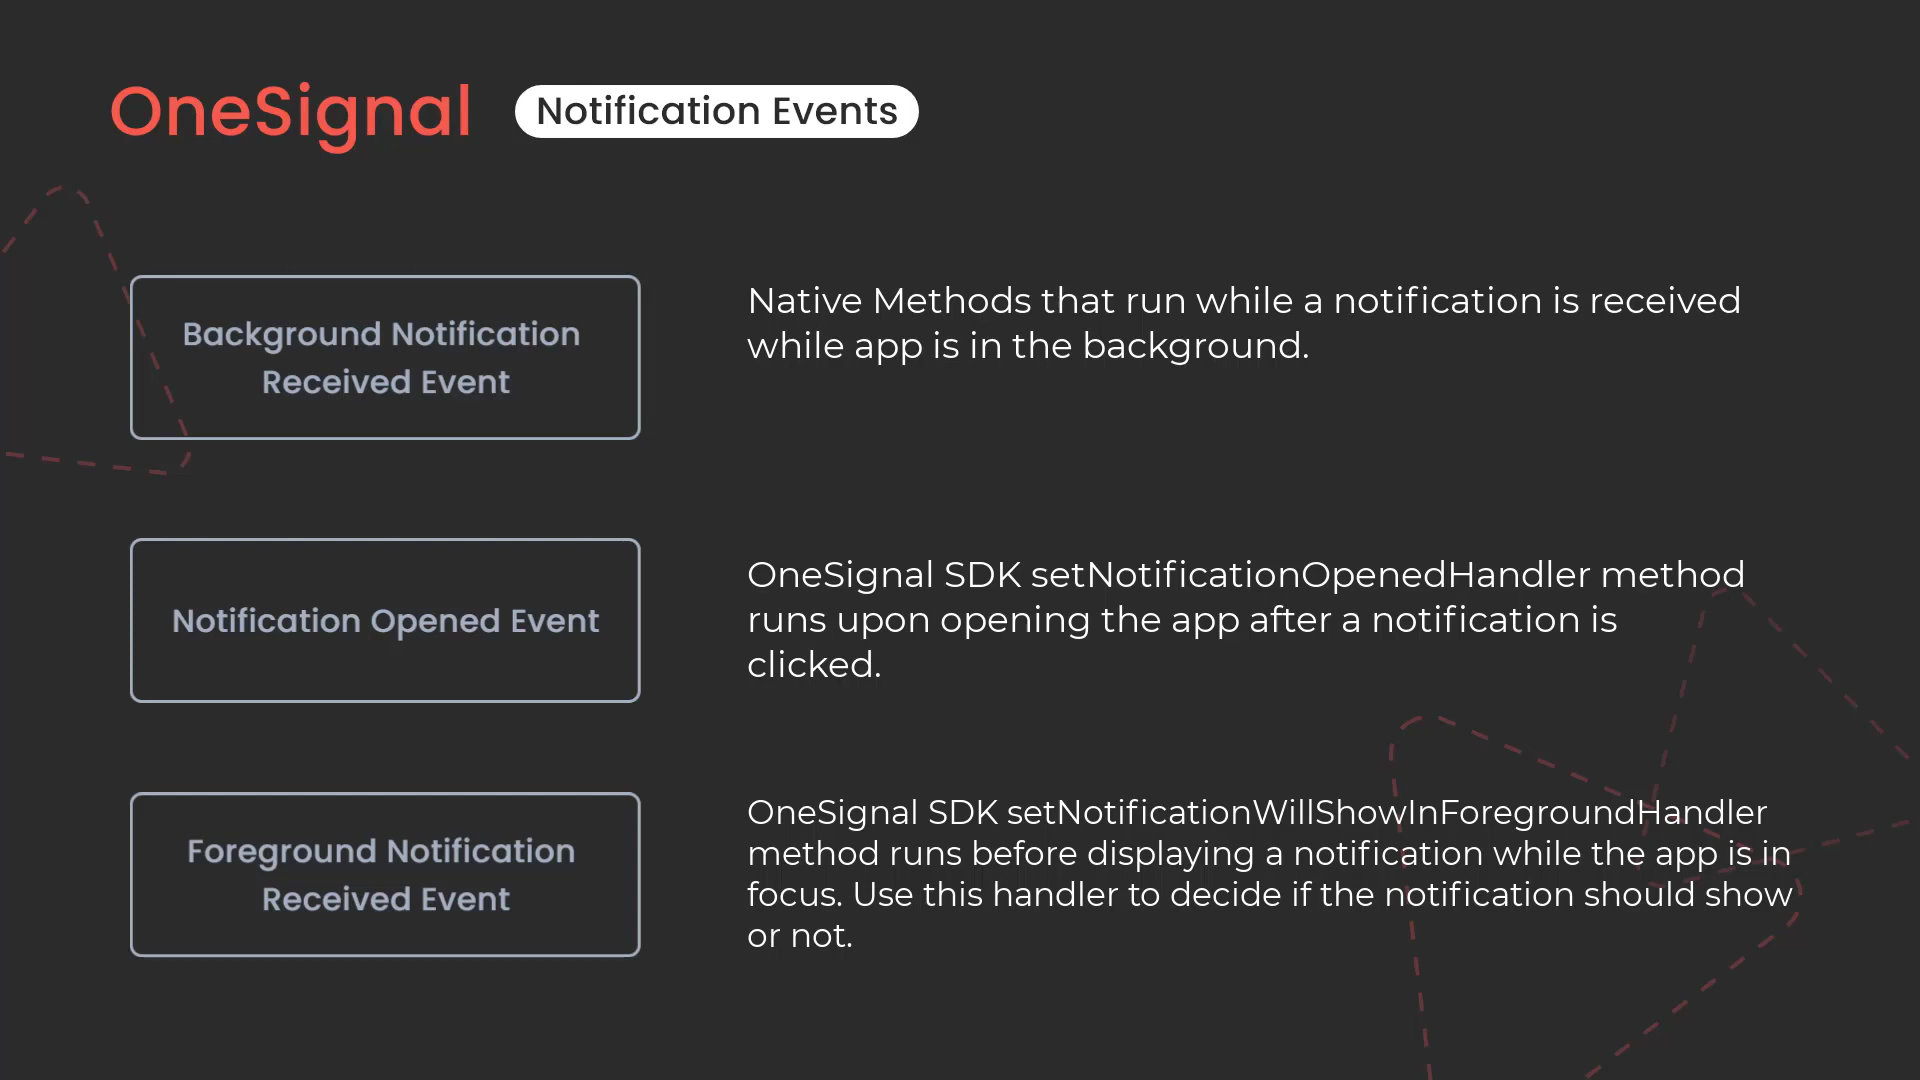 OneSignal Notification Events
Background Notification
Received Event
Native Methods that run while a notification is received
while app is in the background.
Notification Opened Event
OneSignal SDK setNotificationOpenedHandler method
runs upon opening the app after a notification is
clicked.
Foreground Notification
Received Event
OneSignal SDK setNotificationWillShowInForegroundHandler
method runs before displaying a notification while the app is in
focus. Use this handler to decide if the notification should show
or not.